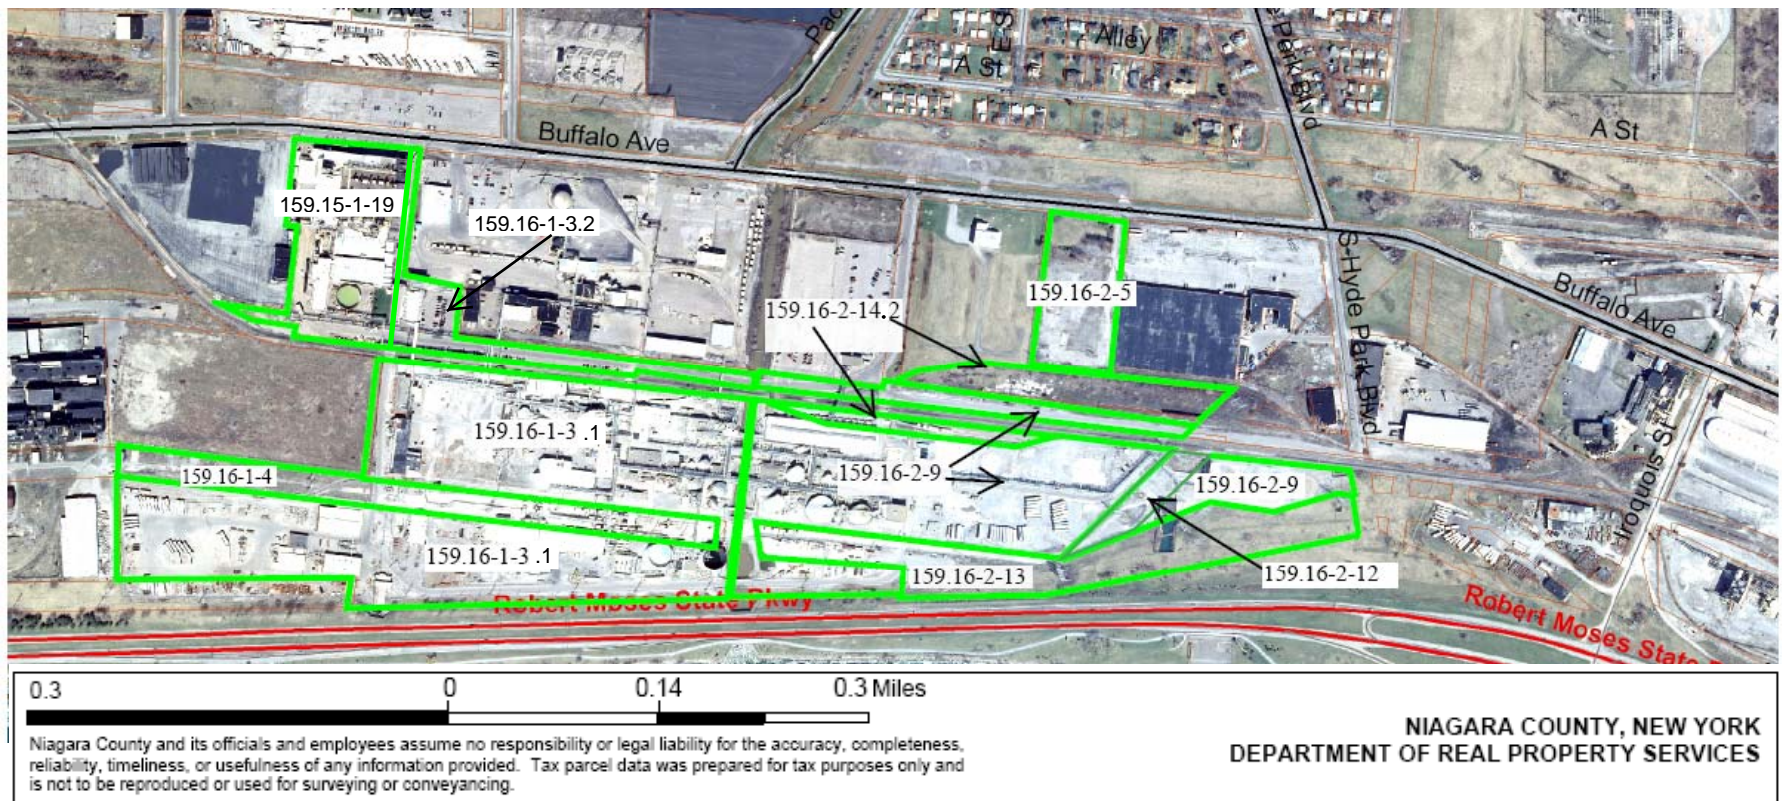 Pac
E S
Alley
A St
e Park Blvd
A St
Buffalo Ave
159.15-1-19
159.16-1-3.2
S-Hyde Park Blvd
Buffalo Ave
159.16-2-5
159.16-2-14.2
Iroquois St
159.16-1-3 .1
159.16-1-4
159.16-2-9
159.16-2-9
159.16-1-3 .1
159.16-2-13
159.16-2-12
Robert Moses State Pkwy
Robert Moses State
0.3
0
0.14
0.3 Miles
Niagara County and its officials and employees assume no responsibility or legal liability for the accuracy, completeness,
reliability, timeliness, or usefulness of any information provided. Tax parcel data was prepared for tax purposes only and
is not to be reproduced or used for surveying or conveyancing.
NIAGARA COUNTY, NEW YORK
DEPARTMENT OF REAL PROPERTY SERVICES